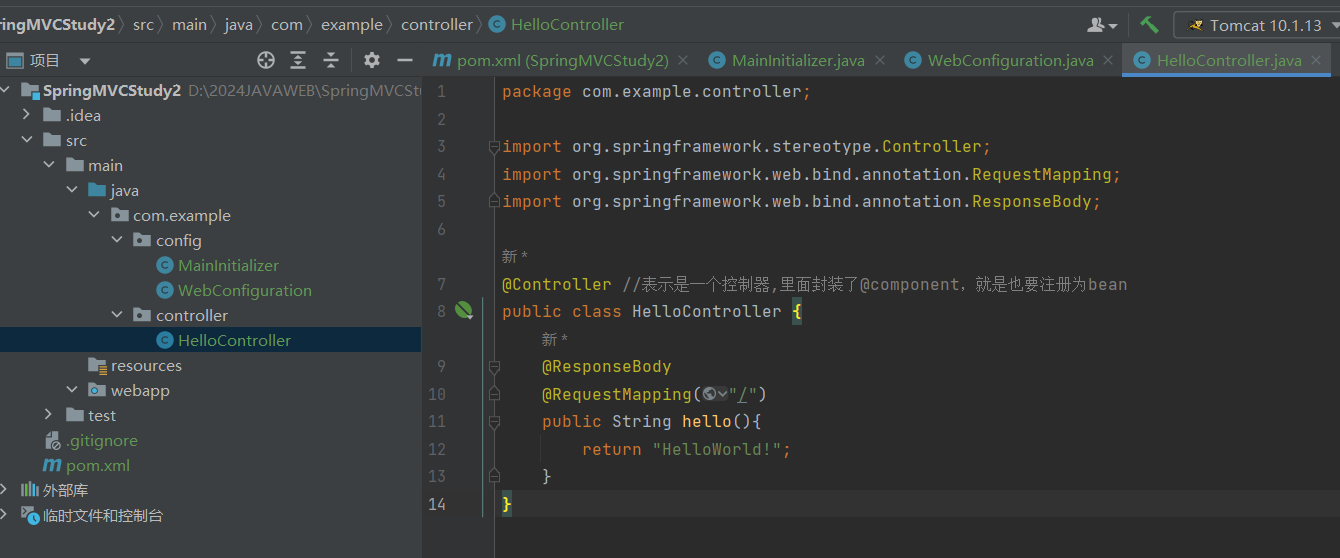 ringMVCStudy2 〉 src 〉 main 〉 java 〉 com 〉 example 〉 controller 〉 C HelloController
Tomcat 10.1.13
项目
m pom.xml (SpringMVCStudy2) × C MainInitializer.java × C WebConfiguration.java × C HelloController.java ×
SpringMVCStudy2 D:\2024JAVAWEB\SpringMVCStu
.idea
src
main
java
com.example
config
C MainInitializer
C WebConfiguration
controller
C HelloController
resources
webapp
test
.gitignore
m pom.xml
外部库
临时文件和控制台
1 package com.example.controller;
2
3 import org.springframework.stereotype.Controller;
4 import org.springframework.web.bind.annotation.RequestMapping;
5 import org.springframework.web.bind.annotation.ResponseBody;
6
新 *
7 @Controller //表示是一个控制器,里面封装了@component，就是也要注册为bean
8 public class HelloController {
新 *
9 @ResponseBody
10 @RequestMapping("/")
11 public String hello(){
12 return "HelloWorld!";
13 }
14 }